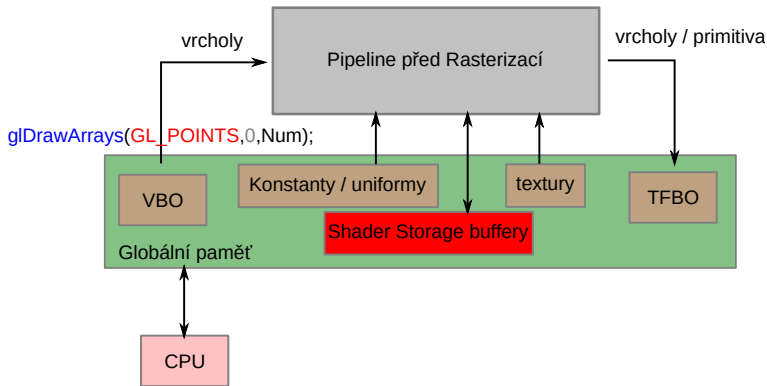 vrcholy
Pipeline před Rasterizací
vrcholy / primitiva
glDrawArrays(GL_POINTS,0,Num);
VBO
Konstanty / uniformy
textury
TFBO
Shader Storage buffery
Globální paměť
CPU